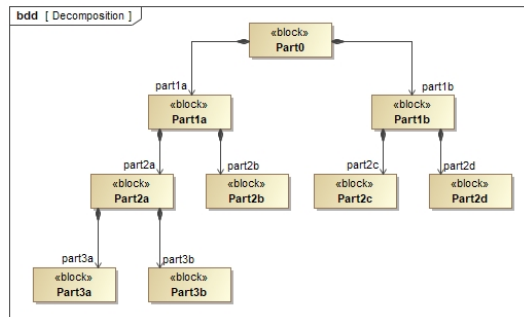 bdd [ Decomposition ]
«block»
Part0
part1a
part1b
«block»
Part1a
«block»
Part1b
part2a
part2b
part2c
part2d
«block»
Part2a
«block»
Part2b
«block»
Part2c
«block»
Part2d
part3a
part3b
«block»
Part3a
«block»
Part3b